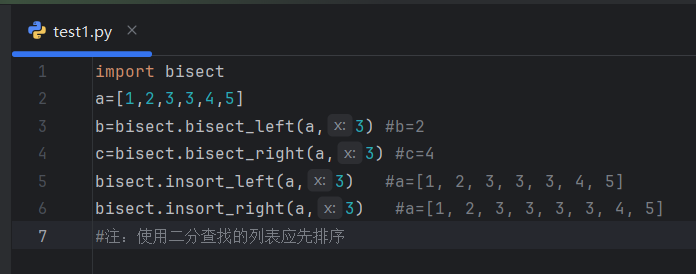 test1.py ×
1 import bisect
2 a=[1,2,3,3,4,5]
3 b=bisect.bisect_left(a, x: 3) #b=2
4 c=bisect.bisect_right(a, x: 3) #c=4
5 bisect.insort_left(a, x: 3) #a=[1, 2, 3, 3, 3, 4, 5]
6 bisect.insort_right(a, x: 3) #a=[1, 2, 3, 3, 3, 3, 4, 5]
7 #注：使用二分查找的列表应先排序